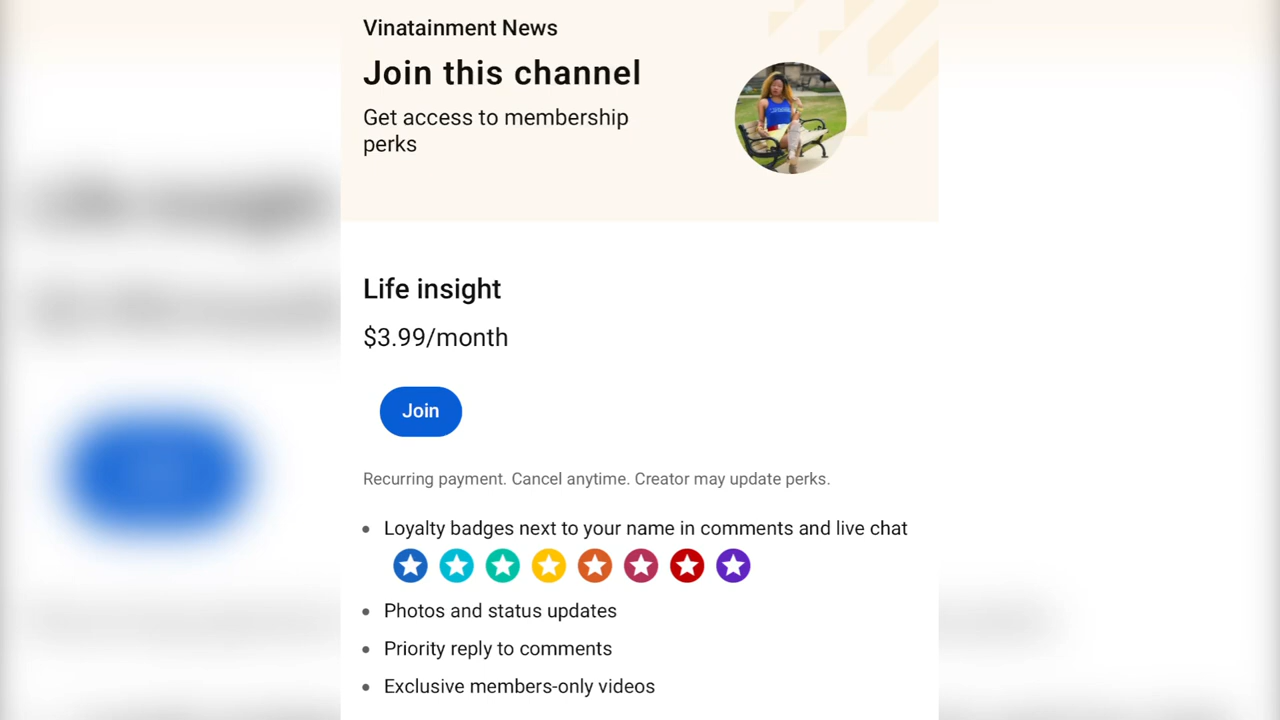 Vinatainment News
Join this channel
Get access to membership
perks
Life insight
$3.99/month
Join
Recurring payment. Cancel anytime. Creator may update perks.
Loyalty badges next to your name in comments and live chat
Photos and status updates
Priority reply to comments
Exclusive members-only videos